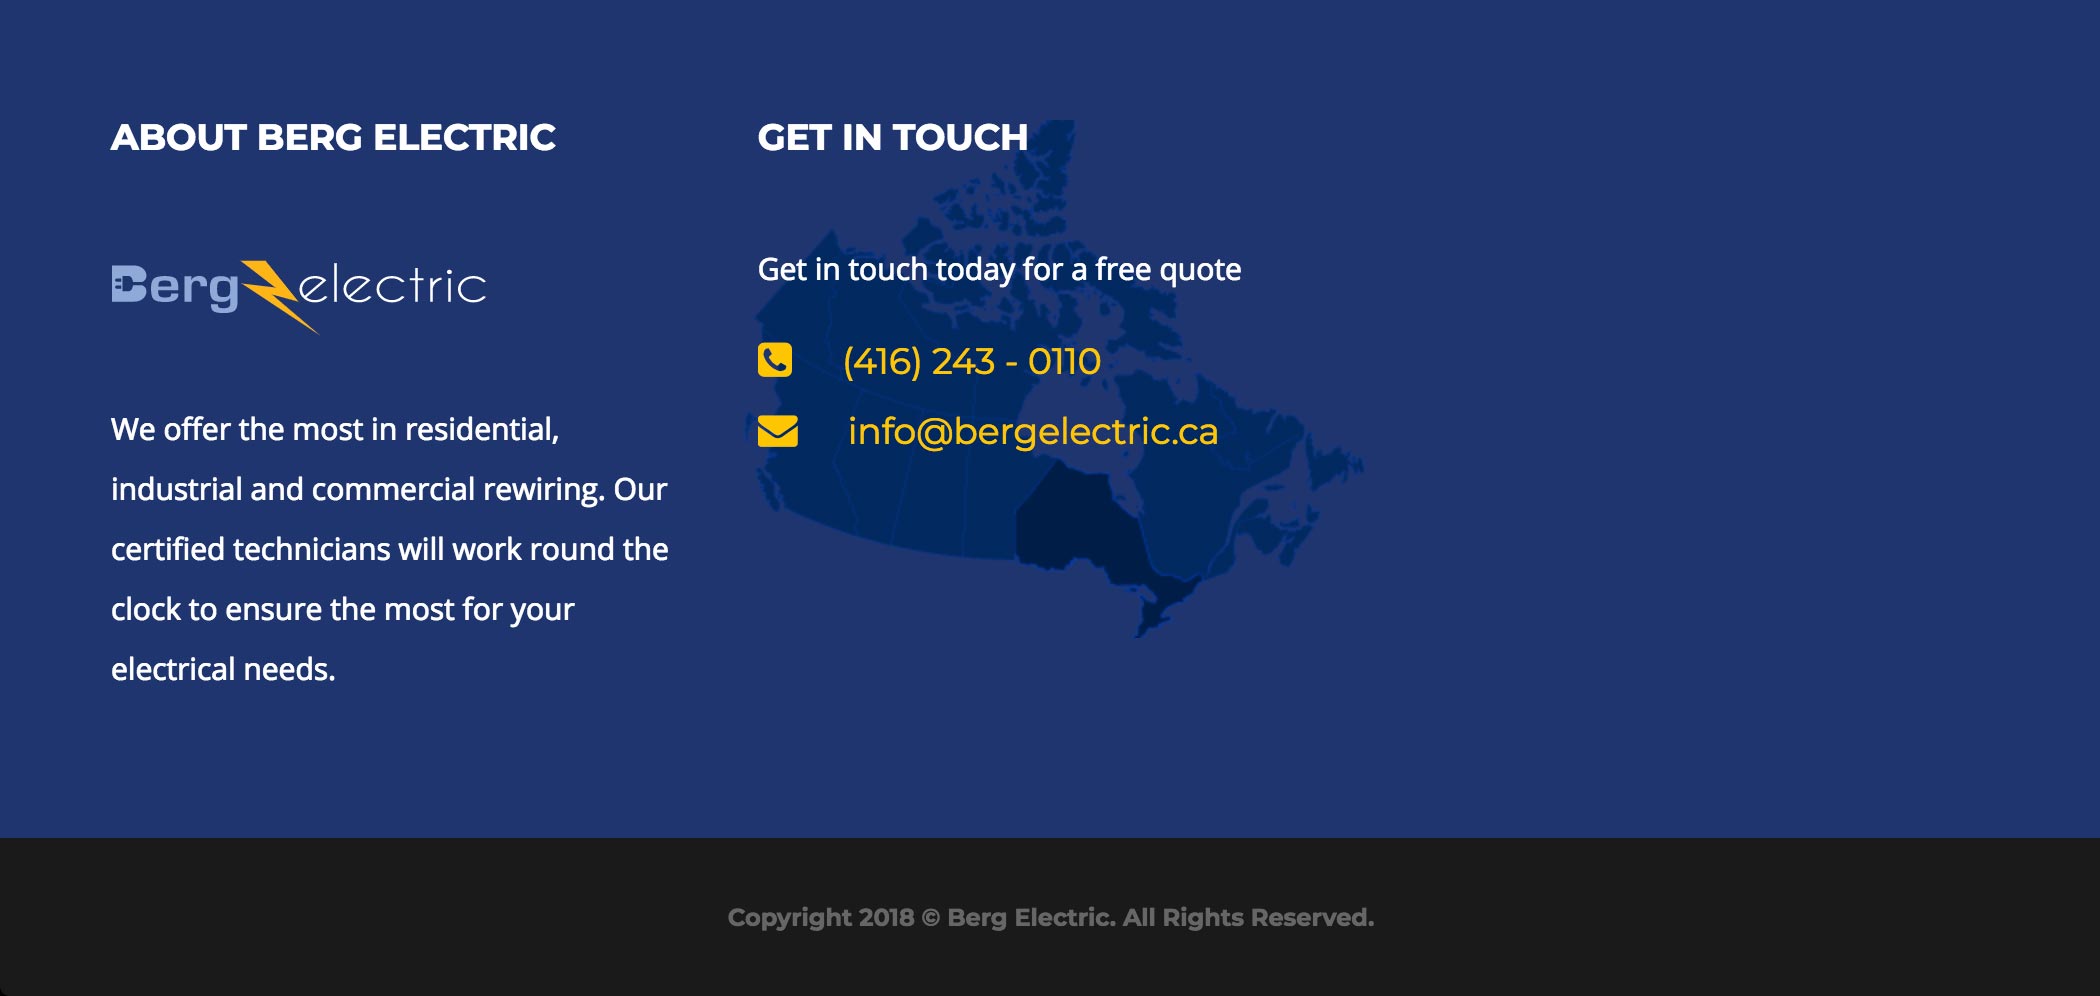 ABOUT BERG ELECTRIC
Berg electric
We offer the most in residential,
industrial and commercial rewiring. Our
certified technicians will work round the
clock to ensure the most for your
electrical needs.
GET IN TOUCH
Get in touch today for a free quote
(416) 243 - 0110
info@bergelectric.ca
Copyright 2018 © Berg Electric. All Rights Reserved.